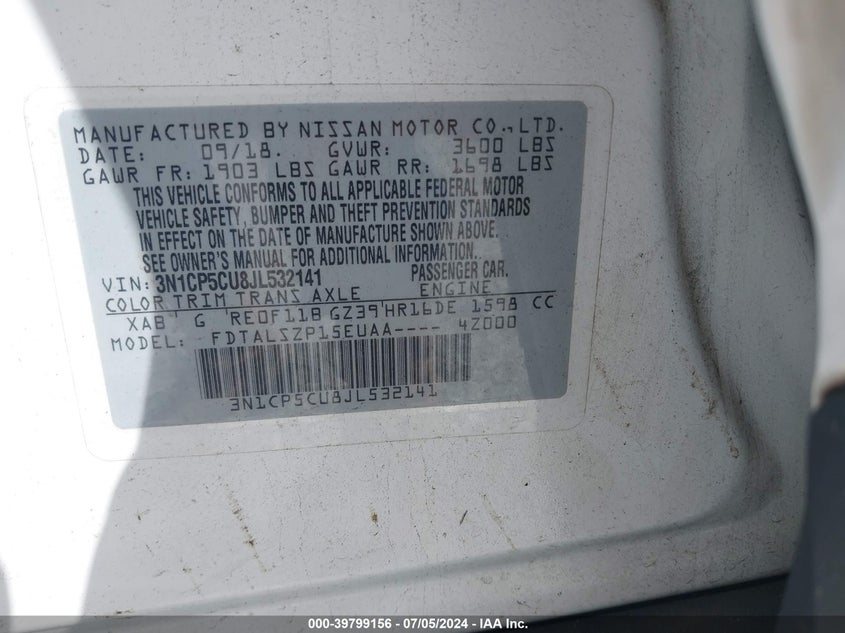 MANUFACTURED BY NISSAN MOTOR CO.,LTD.
DATE: 09/18. GVWR: 3600 LBS
GAWR FR: 1903 LBS GAWR RR: 1698 LBS
THIS VEHICLE CONFORMS TO ALL APPLICABLE FEDERAL MOTOR
VEHICLE SAFETY, BUMPER AND THEFT PREVENTION STANDARDS
IN EFFECT ON THE DATE OF MANUFACTURE SHOWN ABOVE.
SEE OWNER'S MANUAL FOR ADDITIONAL INFORMATION.
VIN: 3N1CP5CU8JL532141 PASSENGER CAR.
COLOR TRIM TRANS AXLE ENGINE
XAB G RE0F11B GZ39 HR16DE 1598 CC
MODEL: FDTALSZP15EUAA---- 4Z000
3N1CP5CU8JL532141
000-39799156 — 07/05/2024 - IAA Inc.